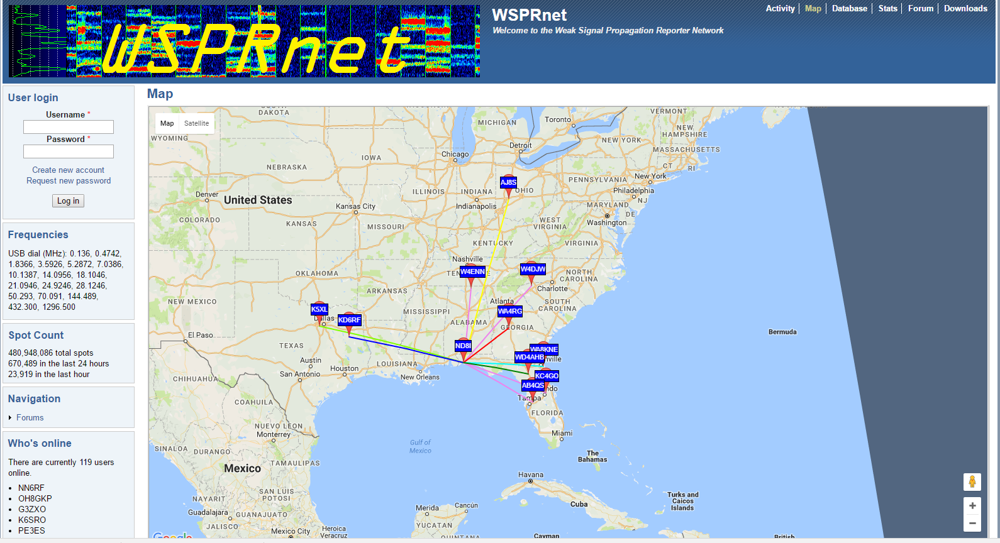 WSPRnet
WSPRnet
Welcome to the Weak Signal Propagation Reporter Network
Activity
Map
Database
Stats
Forum
Downloads
User login
Username *
Password *
Create new account
Request new password
Log in
Frequencies
USB dial (MHz): 0.136, 0.4742,
1.8366, 3.5926, 5.2872, 7.0386,
10.1387, 14.0956, 18.1046,
21.0946, 24.9246, 28.1246,
50.293, 70.091, 144.489,
432.300, 1296.500
Spot Count
480,948,086 total spots
670,489 in the last 24 hours
23,919 in the last hour
Navigation
Forums
Who's online
There are currently 119 users
online.
NN6RF
OH8GKP
G3ZXO
K6SRO
PE3ES
Map
Map
Satellite
DAKOTA
MICHIGAN
Toronto
VERMONT
NEW
HAMPSHIRE
WYOMING
NEW YORK
MASSACHUSETTS
Detroit
Chicago
IOWA
CT
RI
NEBRASKA
AJ8S
PENNSYLVANIA
New York
Denver
United States
ILLINOIS
INDIANA
OHIO
Philadelphia
NJ
Kansas City
Indianapolis
MARYLAND
DE
Washington
COLORADO
KANSAS
MISSOURI
WEST
VIRGINIA
KENTUCKY
VIRGINIA
Nashville
W4ENN
W4DJW
OKLAHOMA
NORTH
CAROLINA
Charlotte
ARKANSAS
NEW MEXICO
Atlanta
SOUTH
CAROLINA
K5XL
KD6RF
Dallas
MISSISSIPPI
WA4RG
ALABAMA
GEORGIA
Bermuda
El Paso
TEXAS
ND8I
WA8KNE
WD4AHB
nville
Austin
Houston
LOUISIANA
San Antonio
New Orleans
KC4GO
CHIHUAHUA
AB4QS
ndo
Tampa
COAHUILA
FLORIDA
NUEVO LEON
Monterrey
Miami
Gulf of
Mexico
SINALOA
DURANGO
The
Bahamas
TAMAULIPAS
Mexico
Havana
SAN LUIS
POTOSI
Turks and
Caicos
Islands
NAYARIT
Mérida
Cancún
Cuba
Guadalajara
GUANAJUATO
YUCATAN
JALISCO
Mexico City
Heroica
Veracruz
QUINTANA
Cayman
British
Google